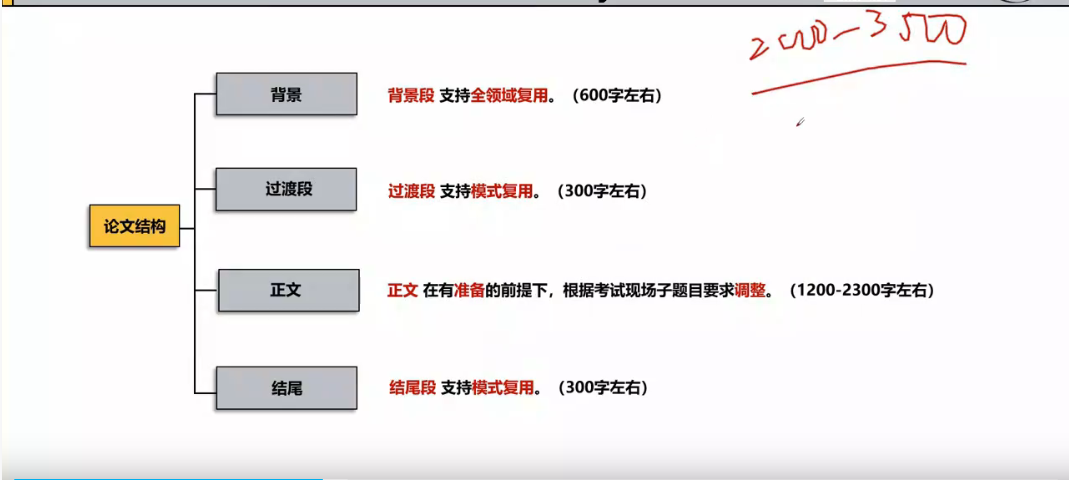 2000-3500
背景
背景段 支持全领域复用。（600字左右）
过渡段
过渡段 支持模式复用。（300字左右）
论文结构
正文
正文 在有准备的前提下，根据考试现场子题目要求调整。（1200-2300字左右）
结尾
结尾段 支持模式复用。（300字左右）